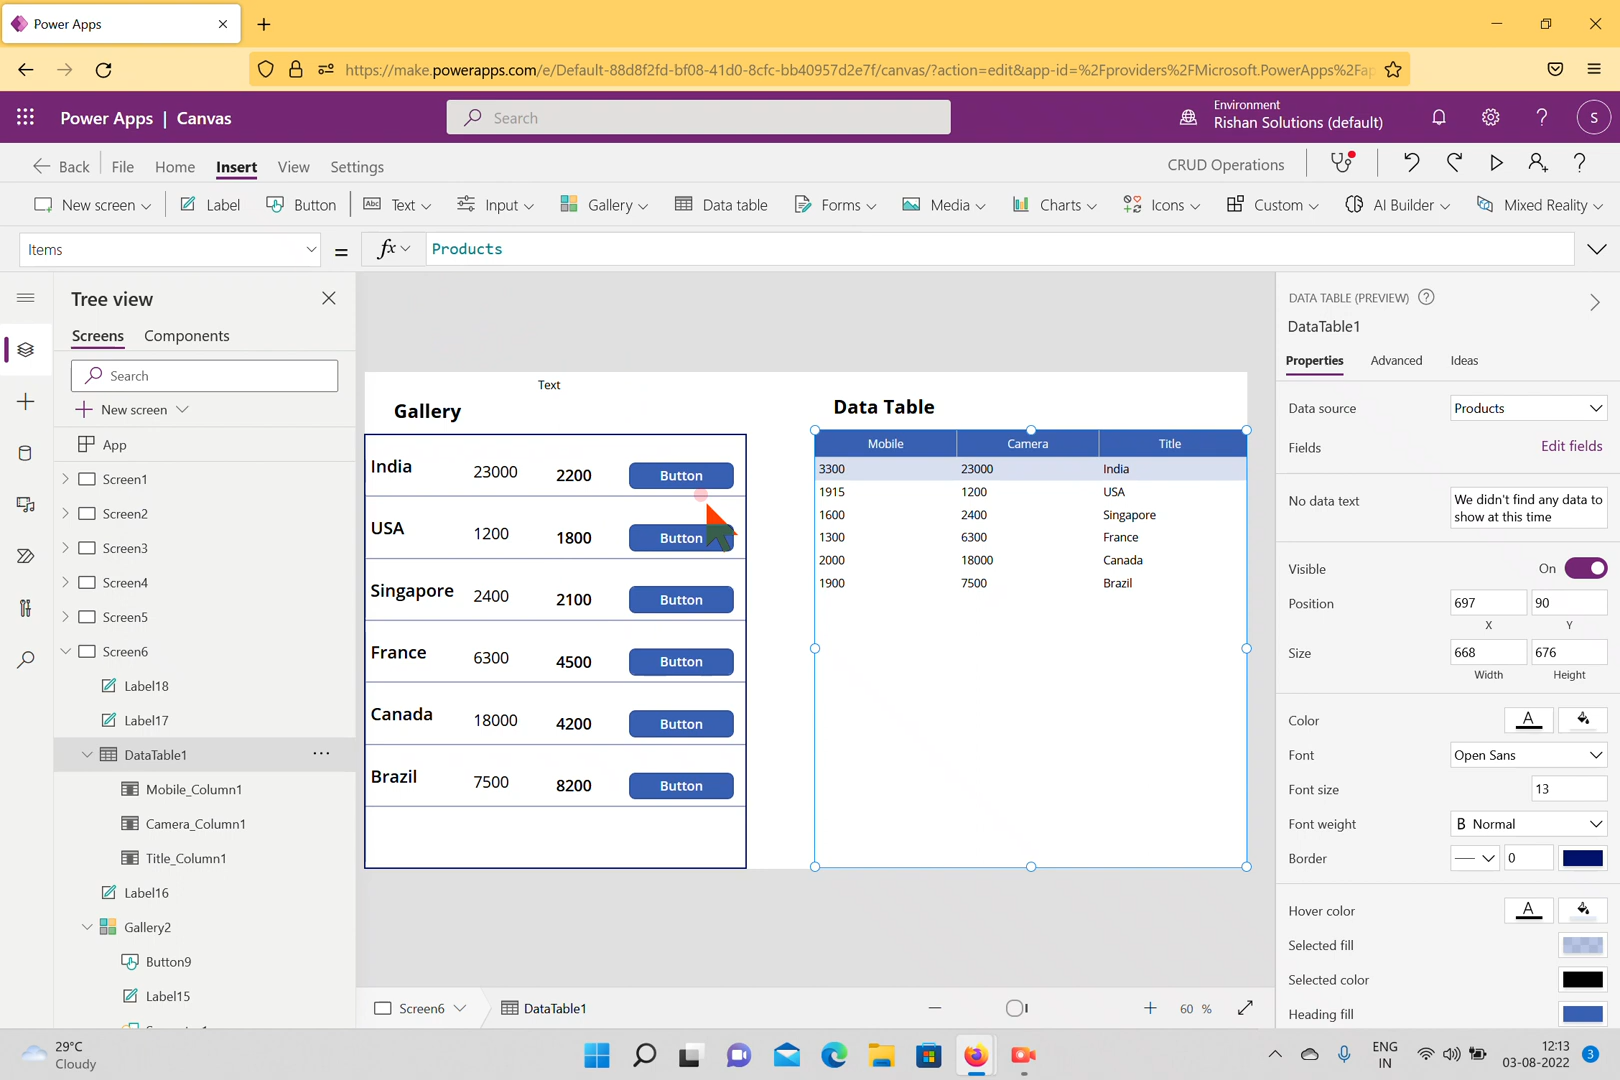 Power Apps
https://make.powerapps.com/e/Default-88d8f2fd-bf08-41d0-8cfc-bb40957d2e7f/canvas/?action=edit&app-id=%2Fproviders%2FMicrosoft.PowerApps%2Fap
Power Apps | Canvas
Search
Environment
Rishan Solutions (default)
S
Back File Home Insert View Settings
CRUD Operations
New screen Label Button Text Input Gallery Data table Forms Media Charts Icons Custom AI Builder Mixed Reality
Items = fx Products
Tree view
Screens Components
Search
New screen
App
Screen1
Screen2
Screen3
Screen4
Screen5
Screen6
Label18
Label17
DataTable1
Mobile_Column1
Camera_Column1
Title_Column1
Label16
Gallery2
Button9
Label15
Text
Gallery
India 23000 2200 Button
USA 1200 1800 Button
Singapore 2400 2100 Button
France 6300 4500 Button
Canada 18000 4200 Button
Brazil 7500 8200 Button
Data Table
Mobile Camera Title
3300 23000 India
1915 1200 USA
1600 2400 Singapore
1300 6300 France
2000 18000 Canada
1900 7500 Brazil
Screen6 DataTable1
60 %
DATA TABLE (PREVIEW)
DataTable1
Properties Advanced Ideas
Data source Products
Fields Edit fields
No data text We didn't find any data to
show at this time
Visible On
Position 697 90
X Y
Size 668 676
Width Height
Color
Font Open Sans
Font size 13
Font weight B Normal
Border 0
Hover color
Selected fill
Selected color
Heading fill
29°C
Cloudy
ENG
IN
12:13
03-08-2022
3